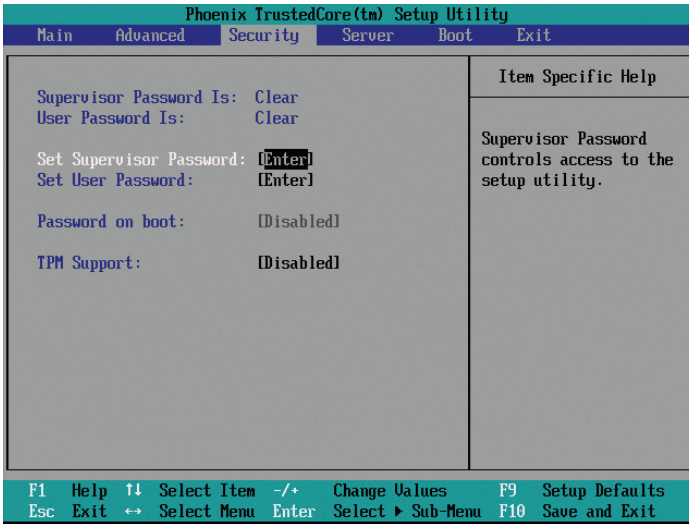 Phoenix TrustedCore(tm) Setup Utility
Main Advanced Security Server Boot Exit
Item Specific Help
Supervisor Password Is: Clear
User Password Is: Clear
Supervisor Password
controls access to the
setup utility.
Set Supervisor Password: [Enter]
Set User Password: [Enter]
Password on boot: [Disabled]
TPM Support: [Disabled]
F1 Help ↑↓ Select Item -/+ Change Values F9 Setup Defaults
Esc Exit ↔ Select Menu Enter Select ▶ Sub-Menu F10 Save and Exit